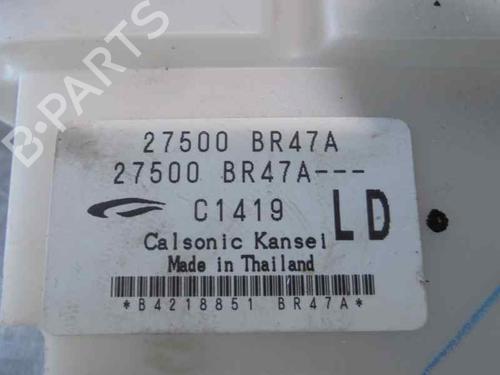 B-PARTS
27500 BR47A
27500 BR47A---
C1419
LD
Calsonic Kansei
Made in Thailand
*B4218851 BR47A*